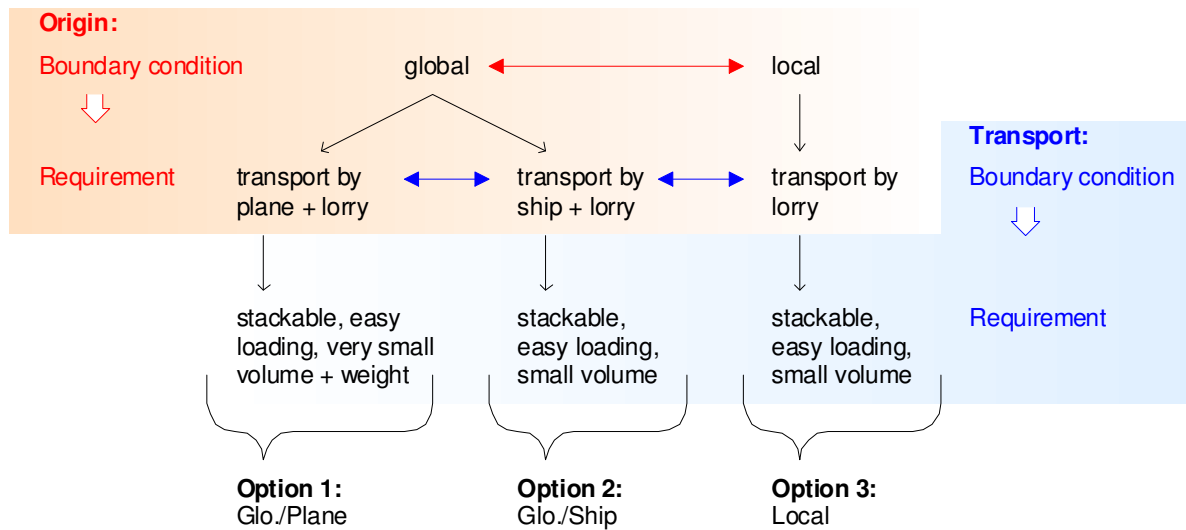 Origin:
Boundary condition
global
local
Transport:
Requirement
transport by
plane + lorry
transport by
ship + lorry
transport by
lorry
Boundary condition
stackable, easy
loading, very small
volume + weight
stackable,
easy loading,
small volume
stackable,
easy loading,
small volume
Requirement
Option 1:
Glo./Plane
Option 2:
Glo./Ship
Option 3:
Local